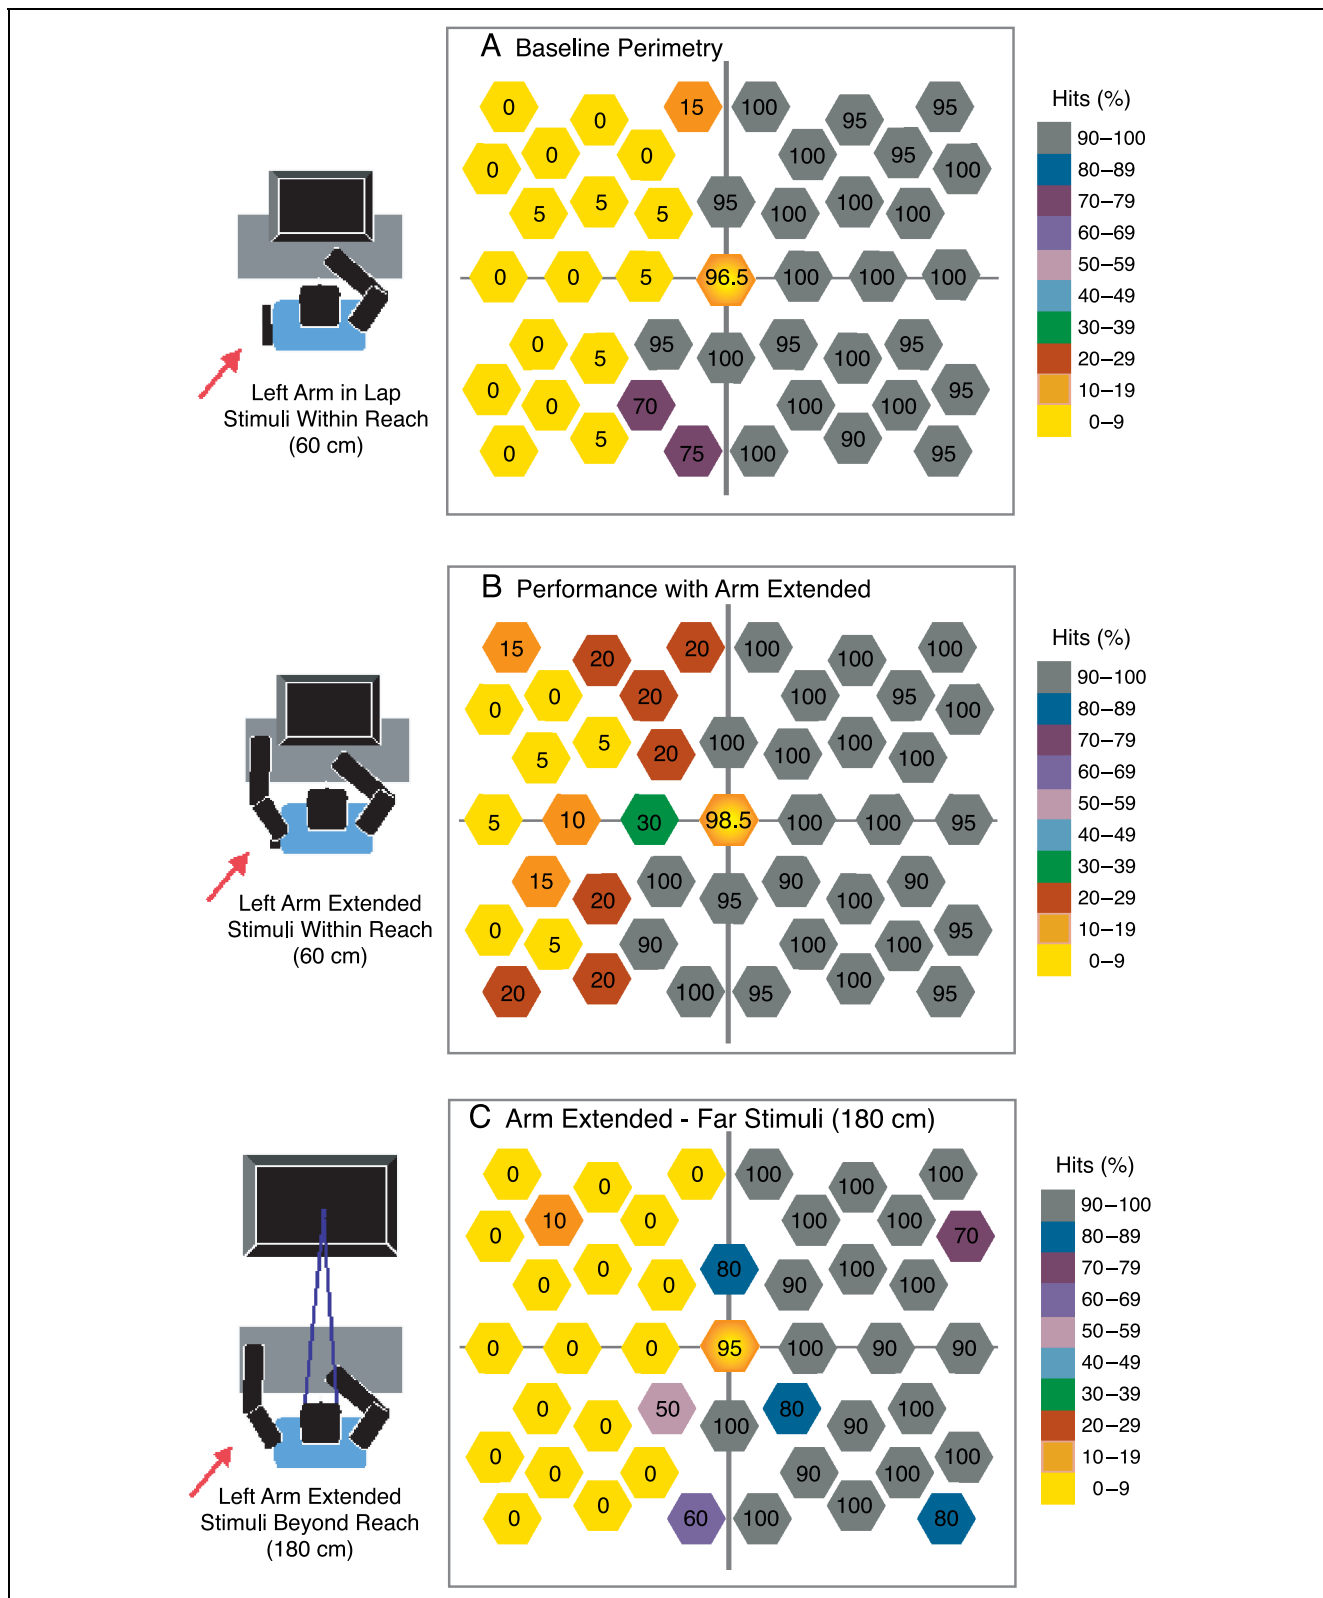 A Baseline Perimetry
Hits (%)
0 0 15 100 95 95
0 0 0 100 95 100
5 5 5 95 100 100 100
0 0 5 96.5 100 100 100
0 5 95 100 95 100 95
0 0 70 100 100 95
0 5 75 100 90 95
90–100
80–89
70–79
60–69
50–59
40–49
30–39
20–29
10–19
0–9
Left Arm in Lap
Stimuli Within Reach
(60 cm)
B Performance with Arm Extended
Hits (%)
15 20 20 100 100 100
0 0 20 100 95 100
5 5 20 100 100 100 100
5 10 30 98.5 100 100 95
15 20 100 95 90 100 90
0 5 90 100 100 95
20 20 100 95 100 95
90–100
80–89
70–79
60–69
50–59
40–49
30–39
20–29
10–19
0–9
Left Arm Extended
Stimuli Within Reach
(60 cm)
C Arm Extended - Far Stimuli (180 cm)
Hits (%)
0 0 0 100 100 100
0 10 0 100 100 70
0 0 0 80 90 100 100
0 0 0 95 100 90 90
0 0 50 100 80 90 100
0 0 0 90 100 100
0 0 60 100 100 80
90–100
80–89
70–79
60–69
50–59
40–49
30–39
20–29
10–19
0–9
Left Arm Extended
Stimuli Beyond Reach
(180 cm)